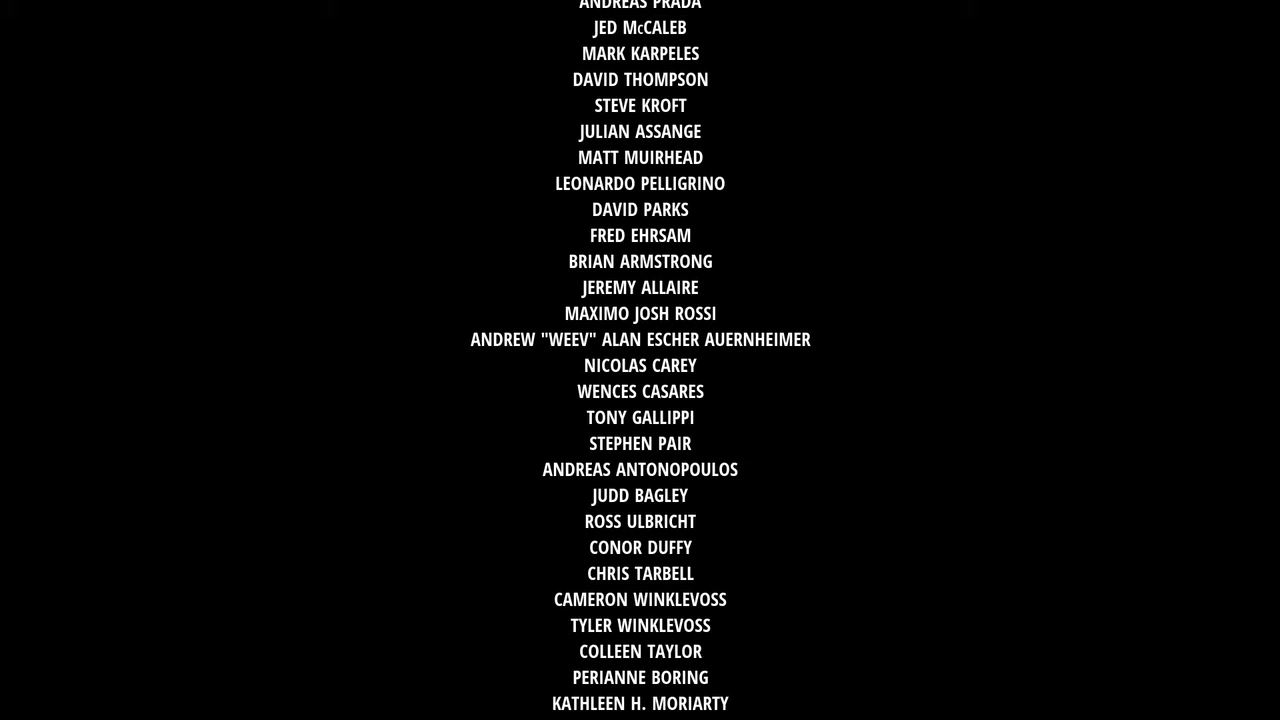 ANDREAS PRADA
JED McCALEB
MARK KARPELES
DAVID THOMPSON
STEVE KROFT
JULIAN ASSANGE
MATT MUIRHEAD
LEONARDO PELLIGRINO
DAVID PARKS
FRED EHRSAM
BRIAN ARMSTRONG
JEREMY ALLAIRE
MAXIMO JOSH ROSSI
ANDREW "WEEV" ALAN ESCHER AUERNHEIMER
NICOLAS CAREY
WENCES CASARES
TONY GALLIPPI
STEPHEN PAIR
ANDREAS ANTONOPOULOS
JUDD BAGLEY
ROSS ULBRICHT
CONOR DUFFY
CHRIS TARBELL
CAMERON WINKLEVOSS
TYLER WINKLEVOSS
COLLEEN TAYLOR
PERIANNE BORING
KATHLEEN H. MORIARTY